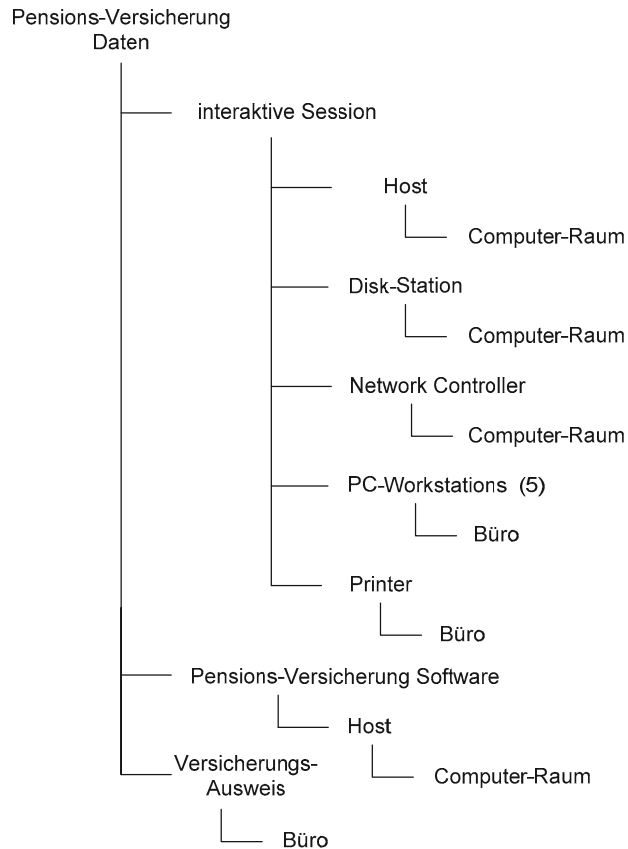 Pensions-Versicherung
Daten
interaktive Session
Host
Computer-Raum
Disk-Station
Computer-Raum
Network Controller
Computer-Raum
PC-Workstations (5)
Büro
Printer
Büro
Pensions-Versicherung Software
Host
Computer-Raum
Versicherungs-
Ausweis
Büro